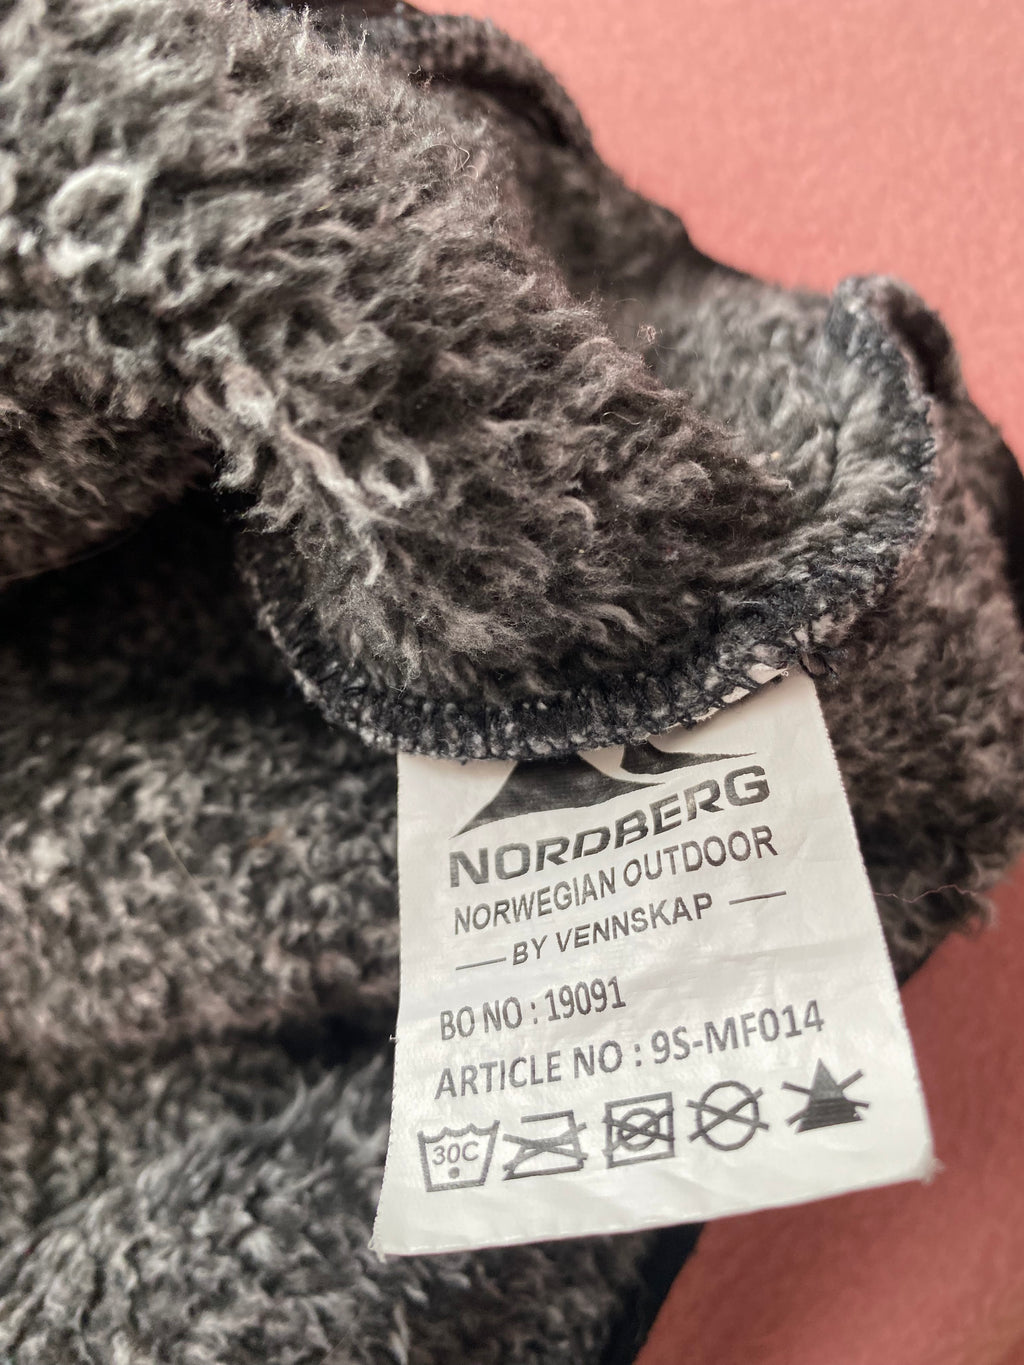 NORDBERG
NORWEGIAN OUTDOOR
BY VENNSKAP
BO NO : 19091
ARTICLE NO : 9S-MF014
30C